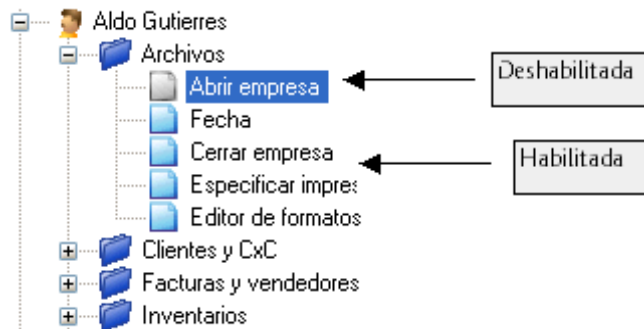 Aldo Gutierres
Archivos
Abrir empresa
Deshabilitada
Fecha
Cerrar empresa
Habilitada
Especificar impres
Editor de formatos
Clientes y CxC
Facturas y vendedores
Inventarios